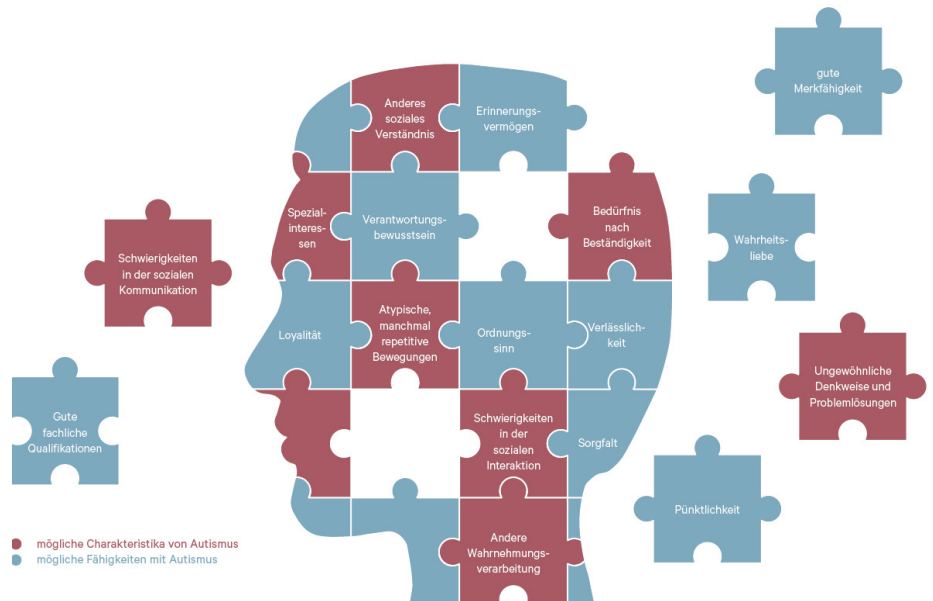 gute
Merkfähigkeit
Anderes
soziales
Verständnis
Erinnerungs-
vermögen
Spezial-
interes-
sen
Verantwortungs-
bewusstsein
Bedürfnis
nach
Beständigkeit
Wahrheits-
liebe
Schwierigkeiten
in der sozialen
Kommunikation
Loyalität
Atypische,
manchmal
repetitive
Bewegungen
Ordnungs-
sinn
Verlässlich-
keit
Ungewöhnliche
Denkweise und
Problemlösungen
Gute
fachliche
Qualifikationen
Schwierigkeiten
in der
sozialen
Interaktion
Sorgfalt
Pünktlichkeit
Andere
Wahrnehmungs-
verarbeitung
mögliche Charakteristika von Autismus
mögliche Fähigkeiten mit Autismus